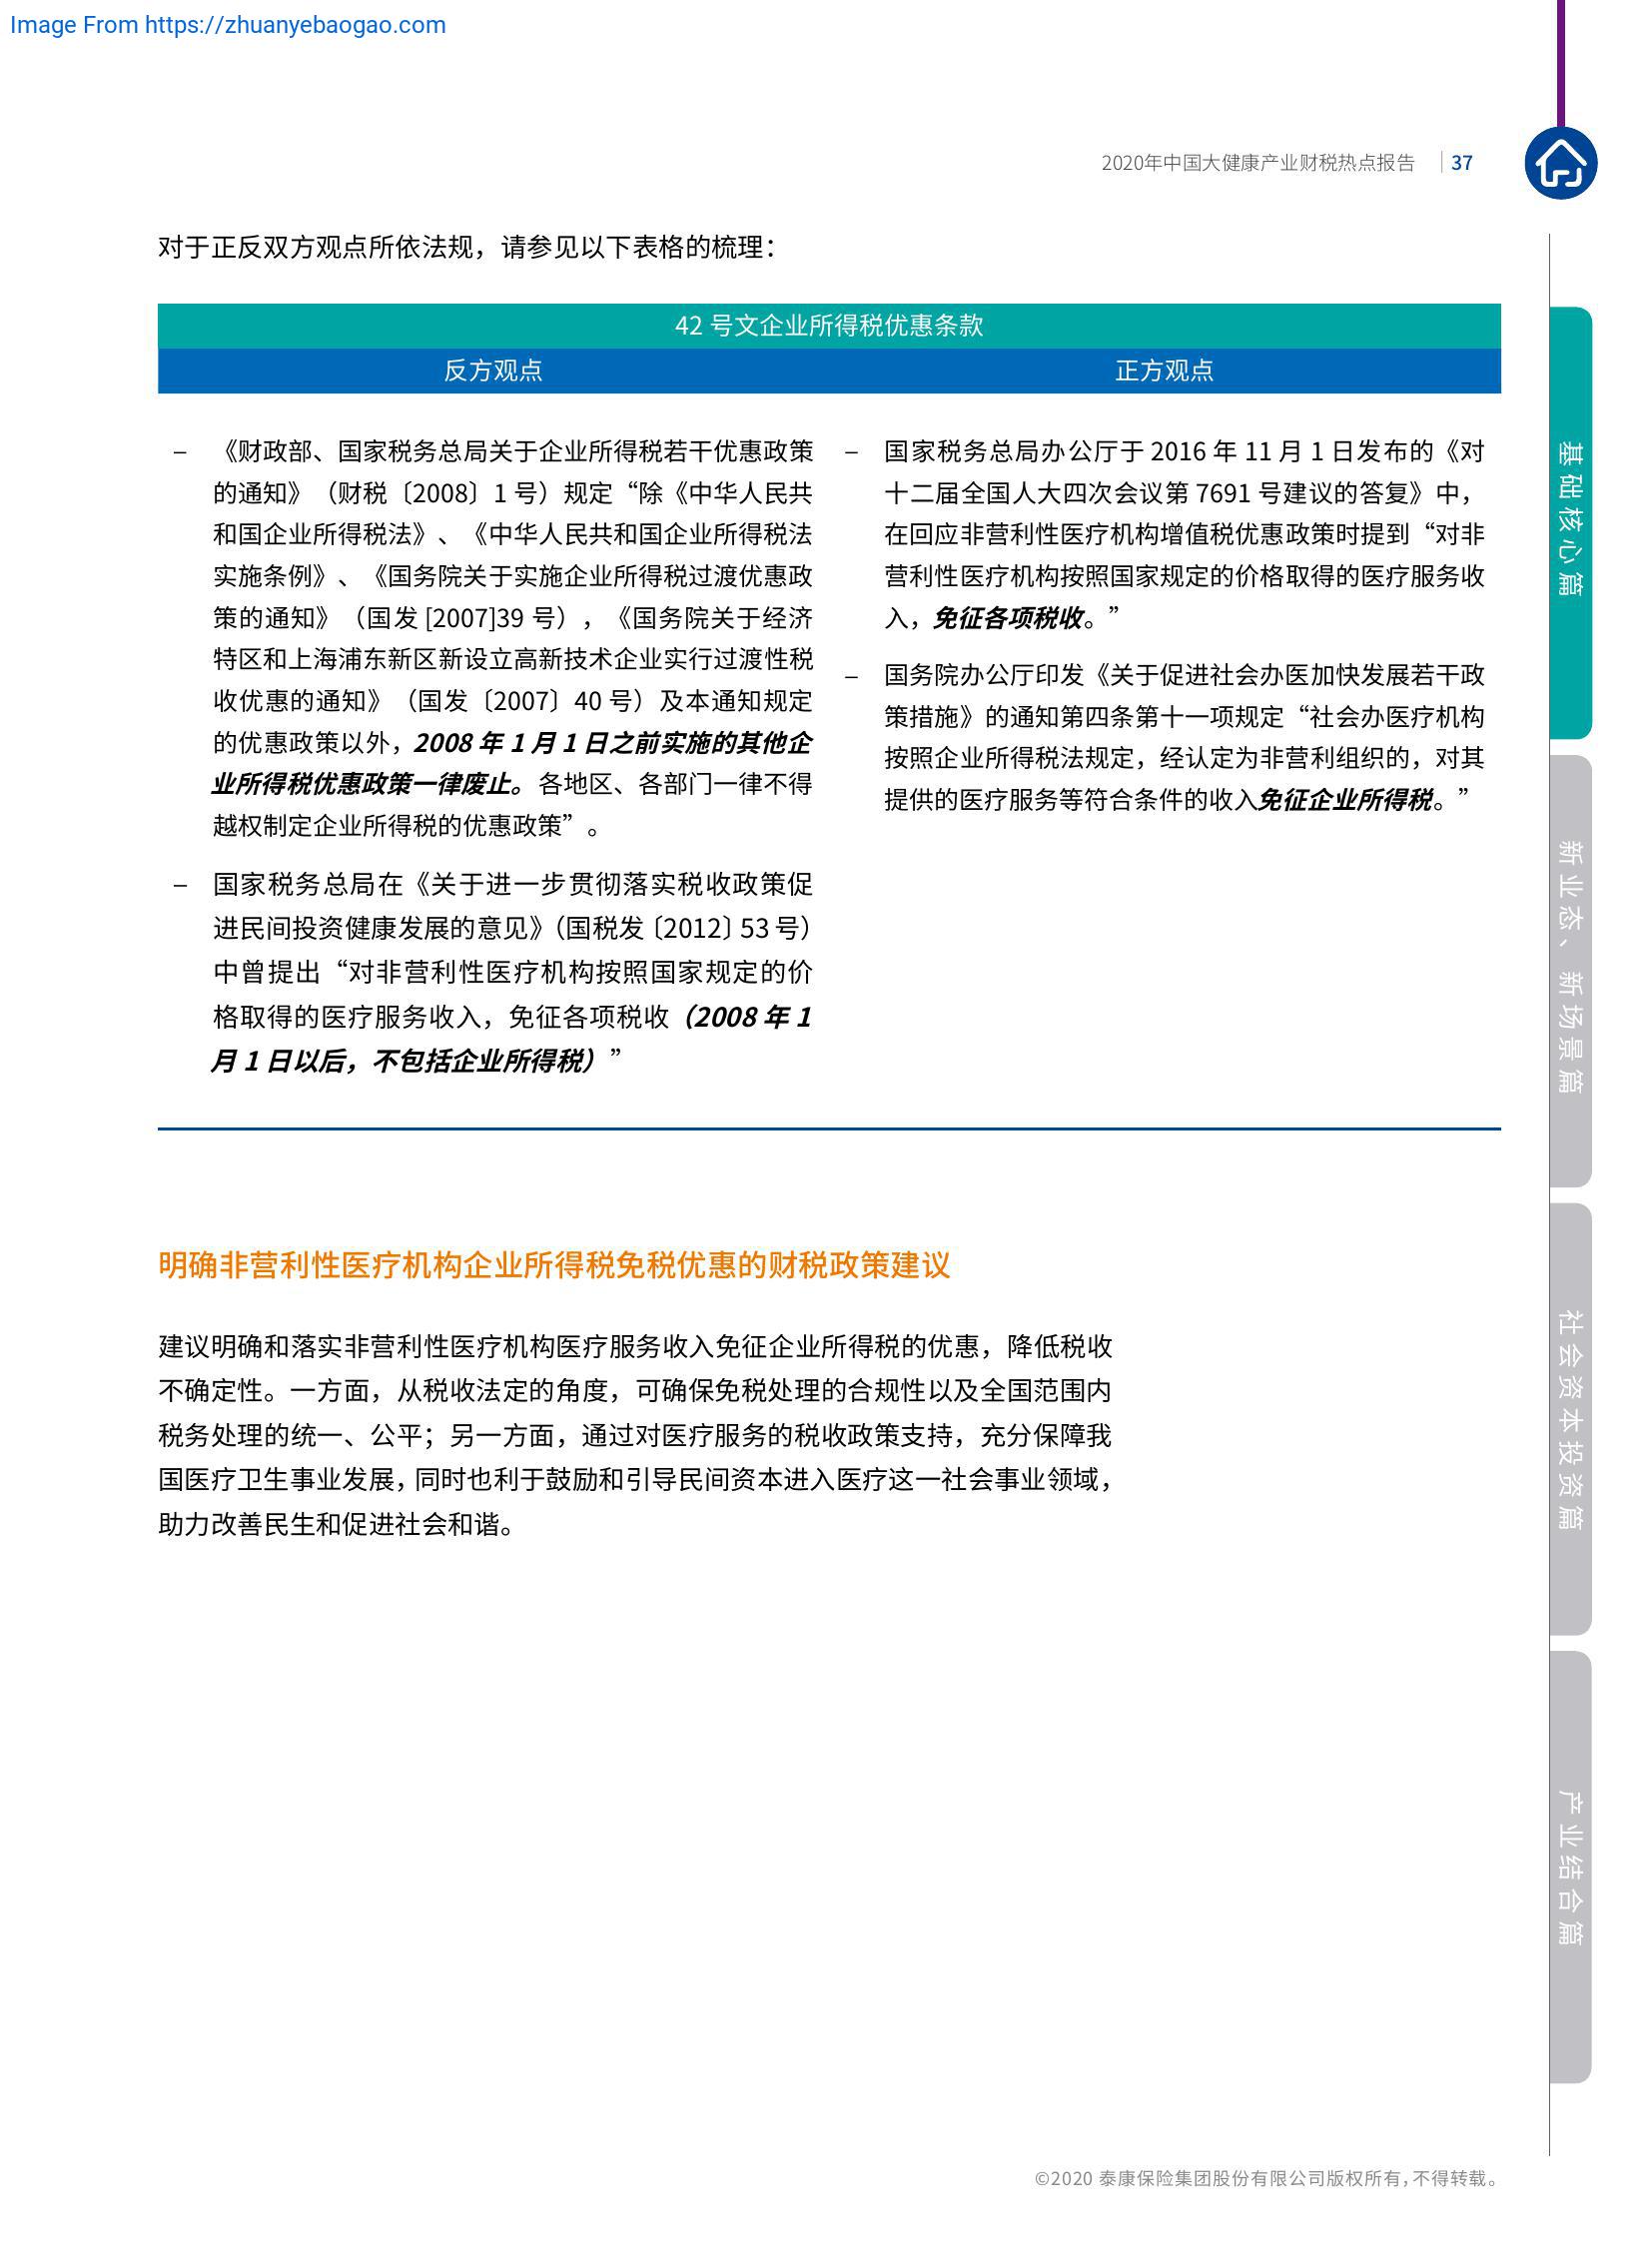 Image From https://zhuanyebaogao.com
2020年中国大健康产业财税热点报告 37
对于正反双方观点所依法规，请参见以下表格的梳理：
42 号文企业所得税优惠条款
反方观点
正方观点
– 《财政部、国家税务总局关于企业所得税若干优惠政策
的通知》（财税〔2008〕1 号）规定“除《中华人民共
和国企业所得税法》、《中华人民共和国企业所得税法
实施条例》、《国务院关于实施企业所得税过渡优惠政
策的通知》（国发 [2007]39 号），《国务院关于经济
特区和上海浦东新区新设立高新技术企业实行过渡性税
收优惠的通知》（国发〔2007〕40 号）及本通知规定
的优惠政策以外，2008 年 1 月 1 日之前实施的其他企
业所得税优惠政策一律废止。各地区、各部门一律不得
越权制定企业所得税的优惠政策”。
– 国家税务总局在《关于进一步贯彻落实税收政策促
进民间投资健康发展的意见》（国税发〔2012〕53 号）
中曾提出“对非营利性医疗机构按照国家规定的价
格取得的医疗服务收入，免征各项税收（2008 年 1
月 1 日以后，不包括企业所得税）”
– 国家税务总局办公厅于 2016 年 11 月 1 日发布的《对
十二届全国人大四次会议第 7691 号建议的答复》中，
在回应非营利性医疗机构增值税优惠政策时提到“对非
营利性医疗机构按照国家规定的价格取得的医疗服务收
入，免征各项税收。”
– 国务院办公厅印发《关于促进社会办医加快发展若干政
策措施》的通知第四条第十一项规定“社会办医疗机构
按照企业所得税法规定，经认定为非营利组织的，对其
提供的医疗服务等符合条件的收入免征企业所得税。”
明确非营利性医疗机构企业所得税免税优惠的财税政策建议
建议明确和落实非营利性医疗机构医疗服务收入免征企业所得税的优惠，降低税收
不确定性。一方面，从税收法定的角度，可确保免税处理的合规性以及全国范围内
税务处理的统一、公平；另一方面，通过对医疗服务的税收政策支持，充分保障我
国医疗卫生事业发展，同时也利于鼓励和引导民间资本进入医疗这一社会事业领域，
助力改善民生和促进社会和谐。
基础核心篇
新业态、新场景篇
社会资本投资篇
产业结合篇
©2020 泰康保险集团股份有限公司版权所有，不得转载。